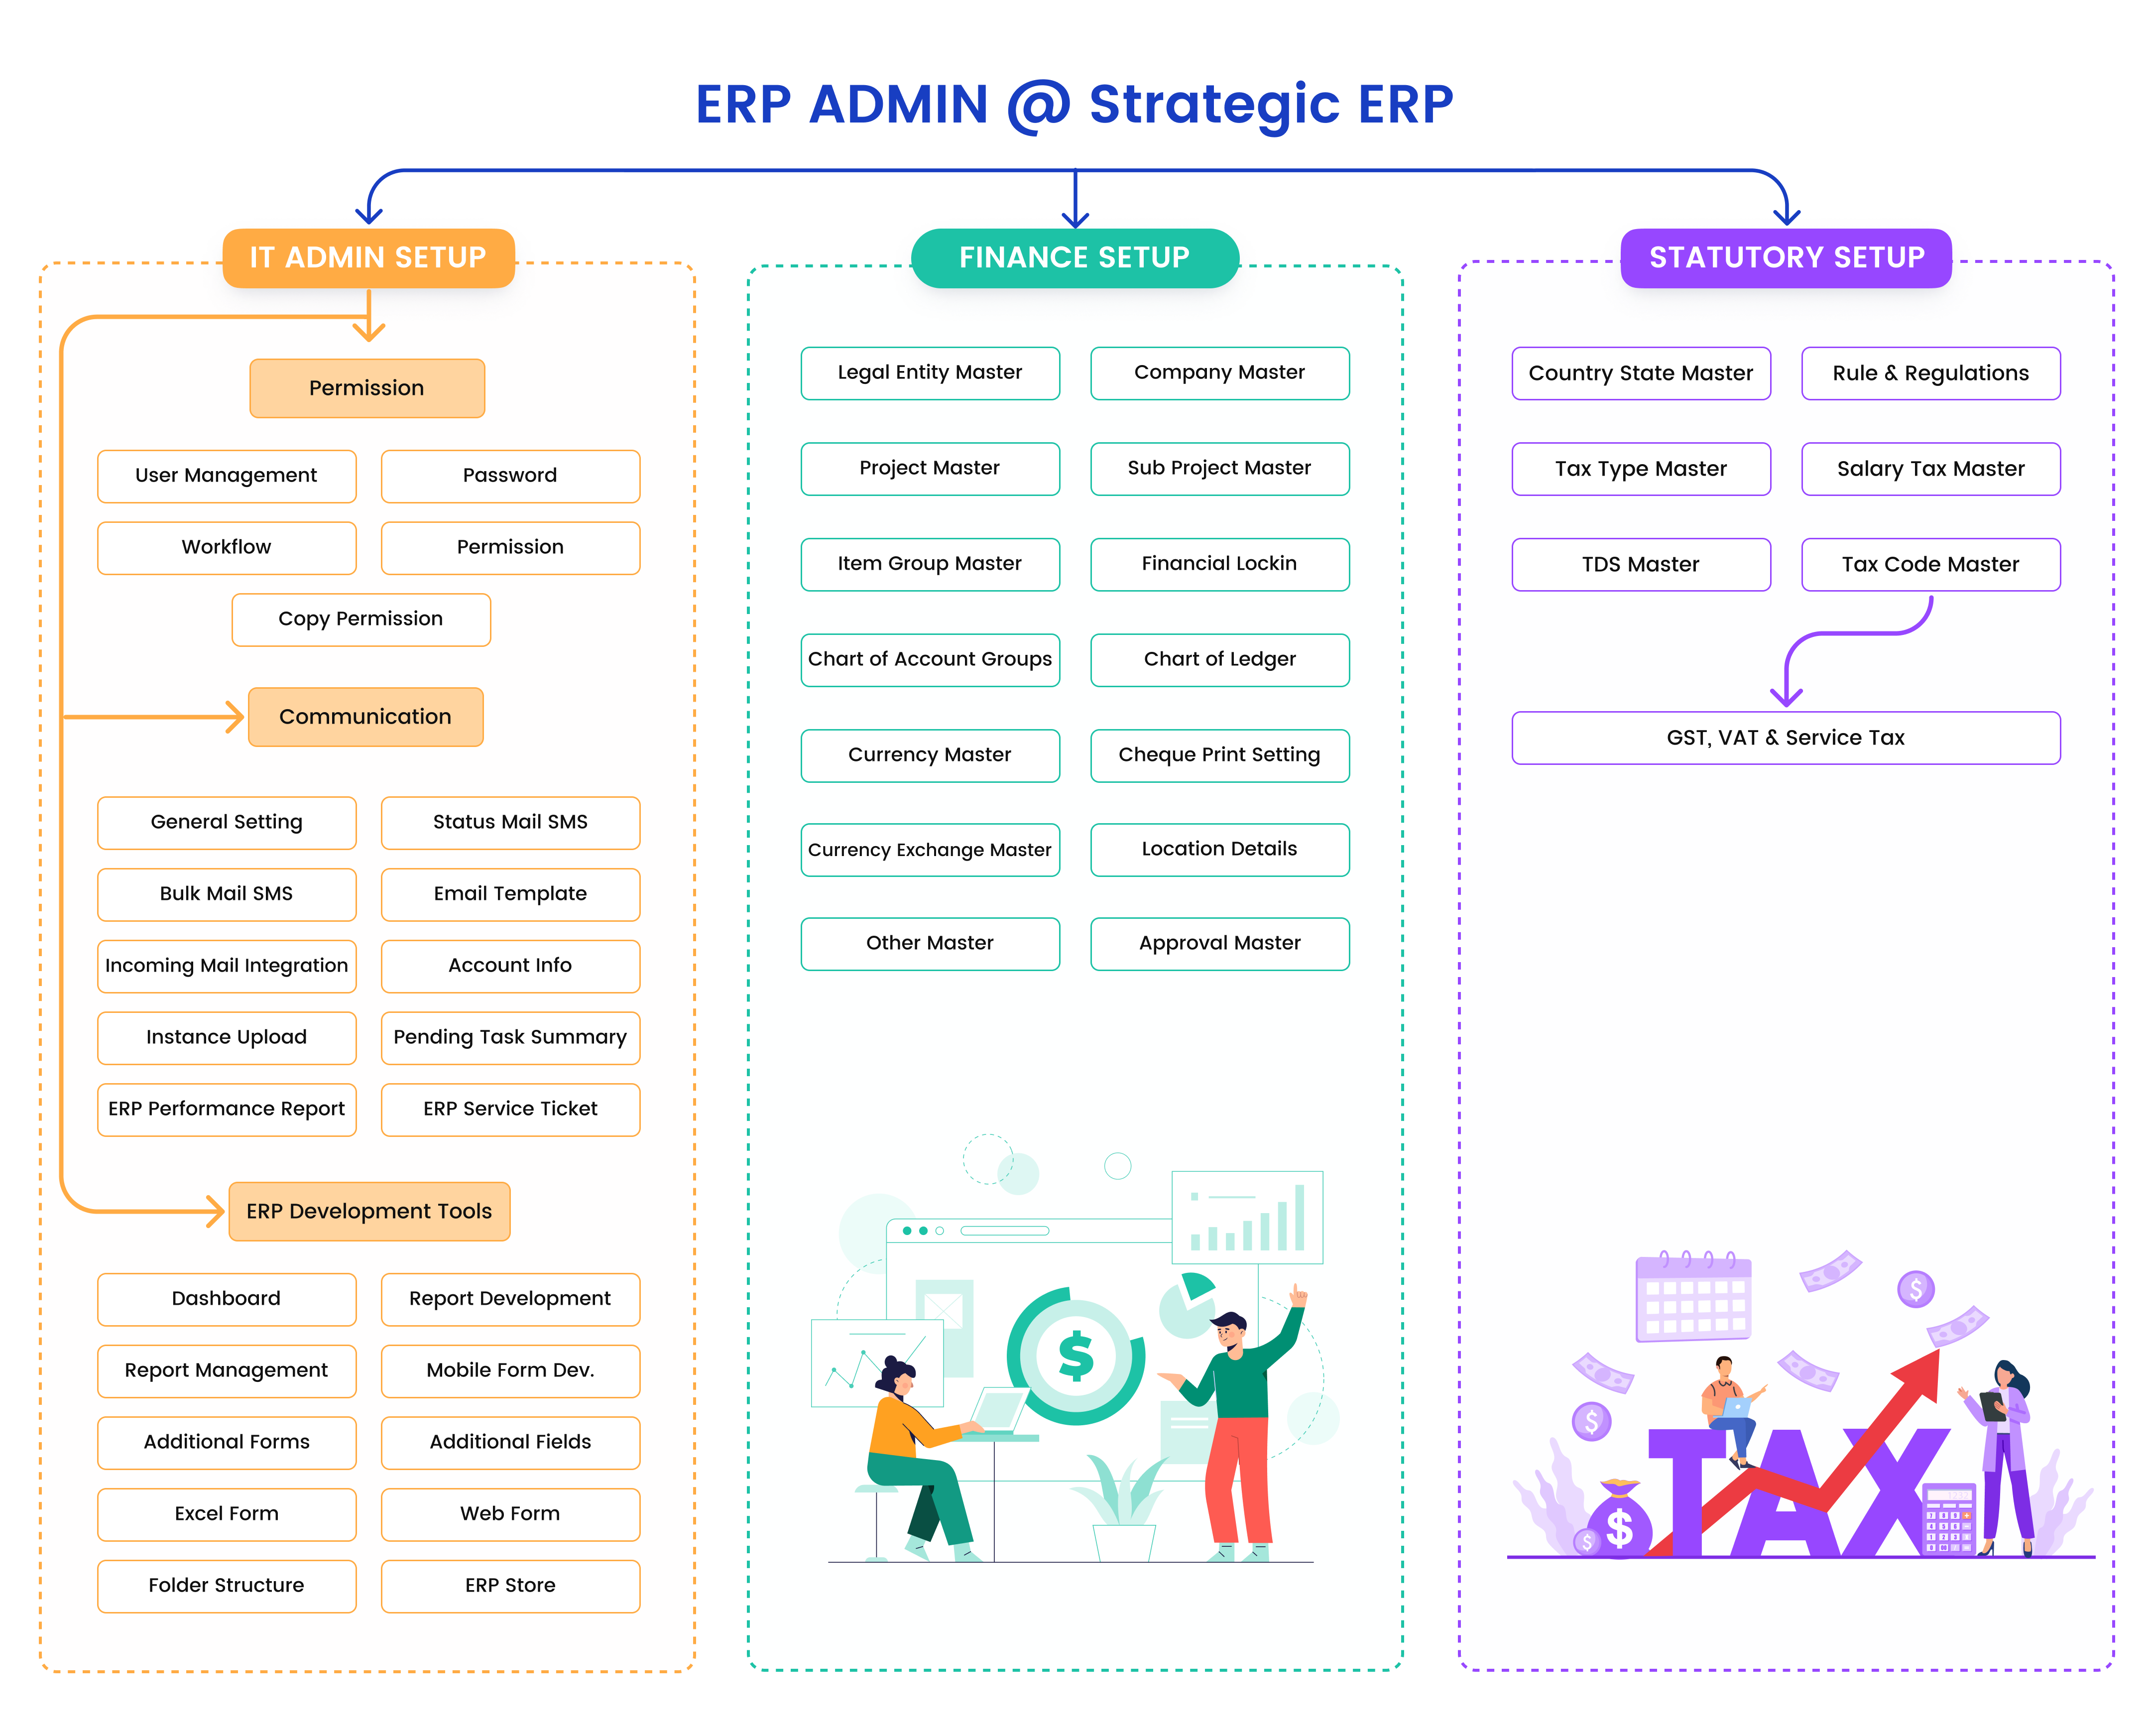 ERP ADMIN @ Strategic ERP
IT ADMIN SETUP
Permission
User Management
Password
Workflow
Permission
Copy Permission
Communication
General Setting
Status Mail SMS
Bulk Mail SMS
Email Template
Incoming Mail Integration
Account Info
Instance Upload
Pending Task Summary
ERP Performance Report
ERP Service Ticket
ERP Development Tools
Dashboard
Report Development
Report Management
Mobile Form Dev.
Additional Forms
Additional Fields
Excel Form
Web Form
Folder Structure
ERP Store
FINANCE SETUP
Legal Entity Master
Company Master
Project Master
Sub Project Master
Item Group Master
Financial Lockin
Chart of Account Groups
Chart of Ledger
Currency Master
Cheque Print Setting
Currency Exchange Master
Location Details
Other Master
Approval Master
$
STATUTORY SETUP
Country State Master
Rule & Regulations
Tax Type Master
Salary Tax Master
TDS Master
Tax Code Master
GST, VAT & Service Tax
$
$
TAX
$
$